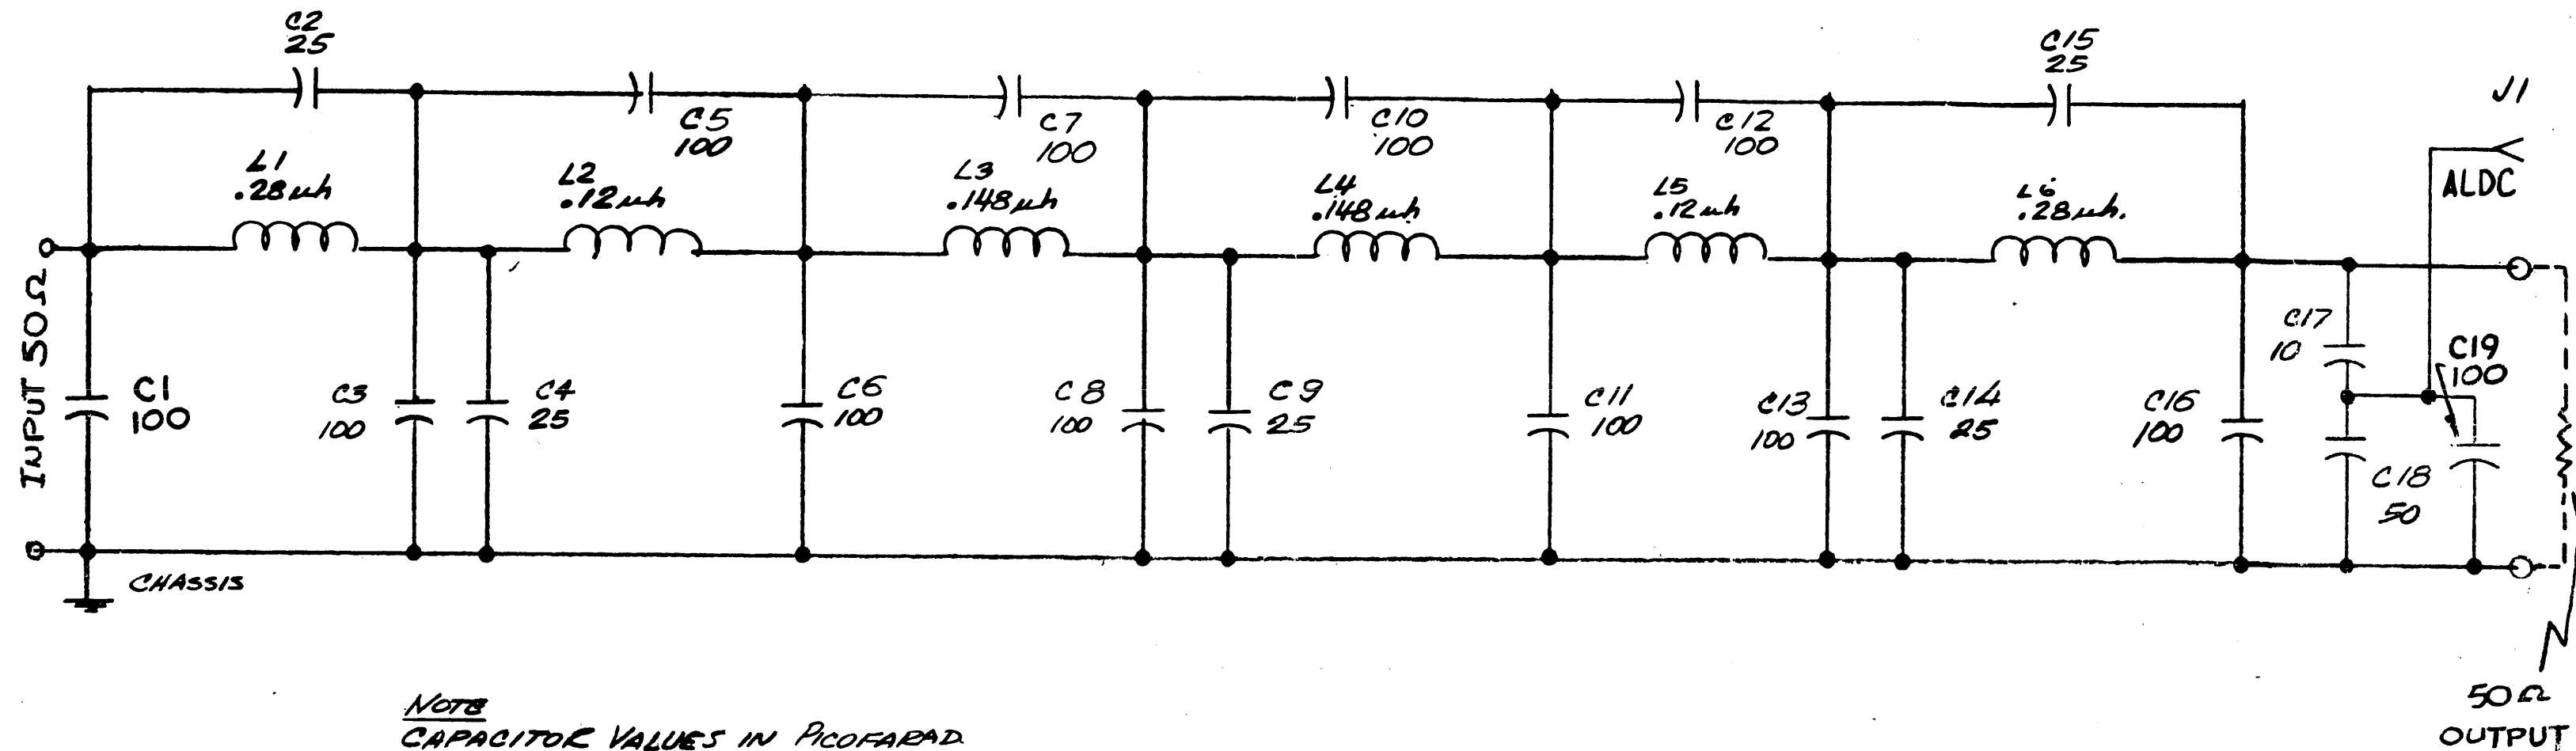 C2
25
C15
25
J1
C5
100
C7
100
C10
100
C12
100
L1
.28µh
L2
.12µh
L3
.148µh
L4
.148µh
L5
.12µh
L6
.28µh.
ALDC
INPUT 50Ω
C1
100
C3
100
C4
25
C6
100
C8
100
C9
25
C11
100
C13
100
C14
25
C16
100
C17
10
C19
100
C18
50
CHASSIS
50Ω
OUTPUT
NOTE
CAPACITOR VALUES IN PICOFARAD